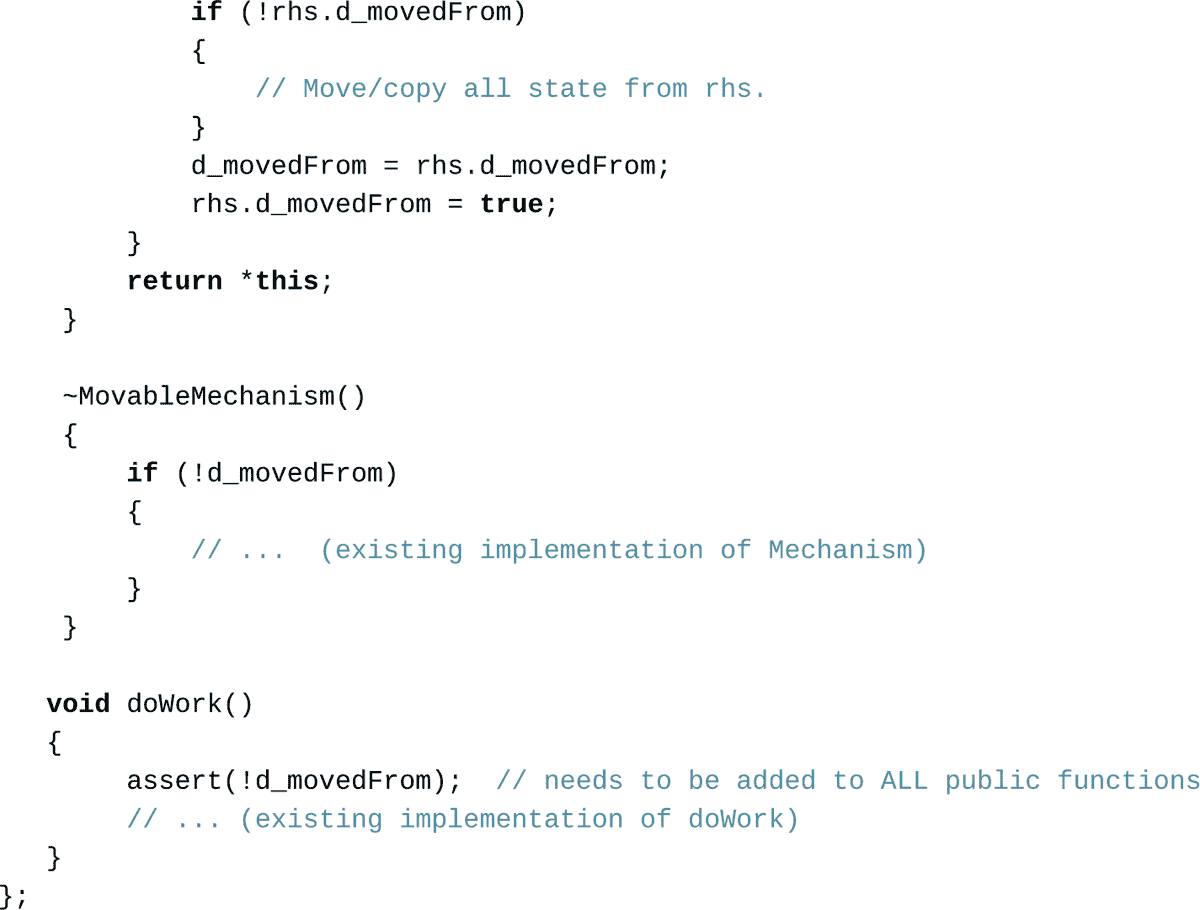 if (!rhs.d_movedFrom)
{
// Move/copy all state from rhs.
}
d_movedFrom = rhs.d_movedFrom;
rhs.d_movedFrom = true;
}
return *this;
}
~MovableMechanism()
{
if (!d_movedFrom)
{
// ...  (existing implementation of Mechanism)
}
}
void doWork()
{
assert(!d_movedFrom);  // needs to be added to ALL public functions
// ... (existing implementation of doWork)
}
};